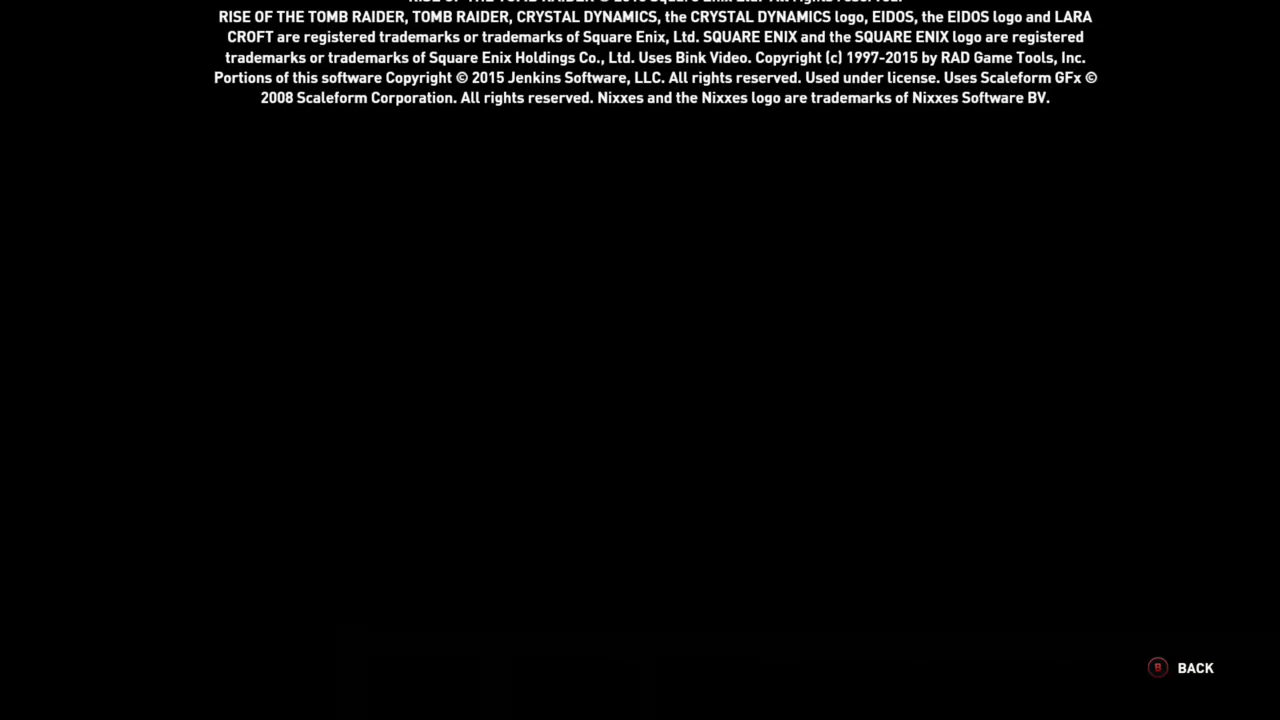 RISE OF THE TOMB RAIDER, TOMB RAIDER, CRYSTAL DYNAMICS, the CRYSTAL DYNAMICS logo, EIDOS, the EIDOS logo and LARA
CROFT are registered trademarks or trademarks of Square Enix, Ltd. SQUARE ENIX and the SQUARE ENIX logo are registered
trademarks or trademarks of Square Enix Holdings Co., Ltd. Uses Bink Video. Copyright (c) 1997-2015 by RAD Game Tools, Inc.
Portions of this software Copyright © 2015 Jenkins Software, LLC. All rights reserved. Used under license. Uses Scaleform GFx ©
2008 Scaleform Corporation. All rights reserved. Nixxes and the Nixxes logo are trademarks of Nixxes Software BV.
B BACK